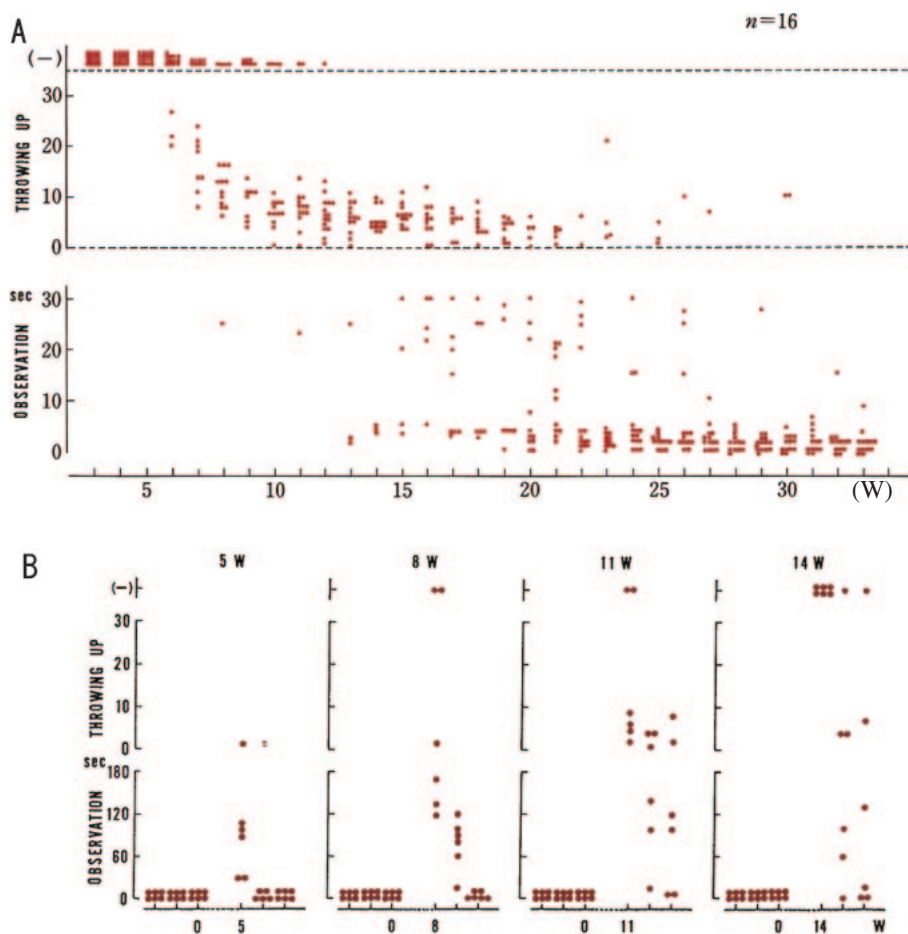 A
n=16
(—)
30
20
10
0
THROWING UP
sec
30
20
10
0
OBSERVATION
5 10 15 20 25 30 (W)
B
5 W 8 W 11 W 14 W
(-)
30
20
10
0
THROWING UP
sec
180
120
60
0
OBSERVATION
0 5 0 8 0 11 0 14 W